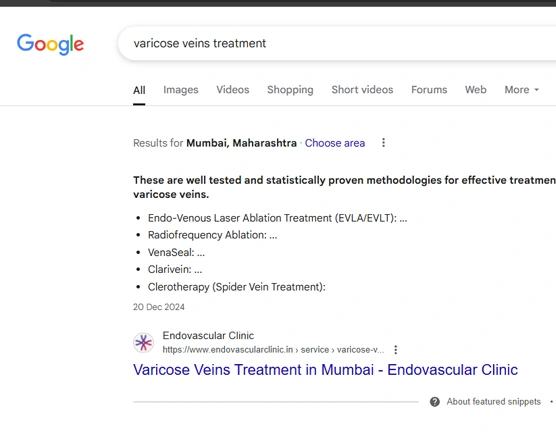 Google
varicose veins treatment
All Images Videos Shopping Short videos Forums Web More
Results for Mumbai, Maharashtra · Choose area
These are well tested and statistically proven methodologies for effective treatmen
varicose veins.
• Endo-Venous Laser Ablation Treatment (EVLA/EVLT): ...
• Radiofrequency Ablation: ...
• VenaSeal: ...
• Clarivein: ...
• Clerotherapy (Spider Vein Treatment):
20 Dec 2024
Endovascular Clinic
https://www.endovascularclinic.in › service › varicose-v...
Varicose Veins Treatment in Mumbai - Endovascular Clinic
About featured snippets •